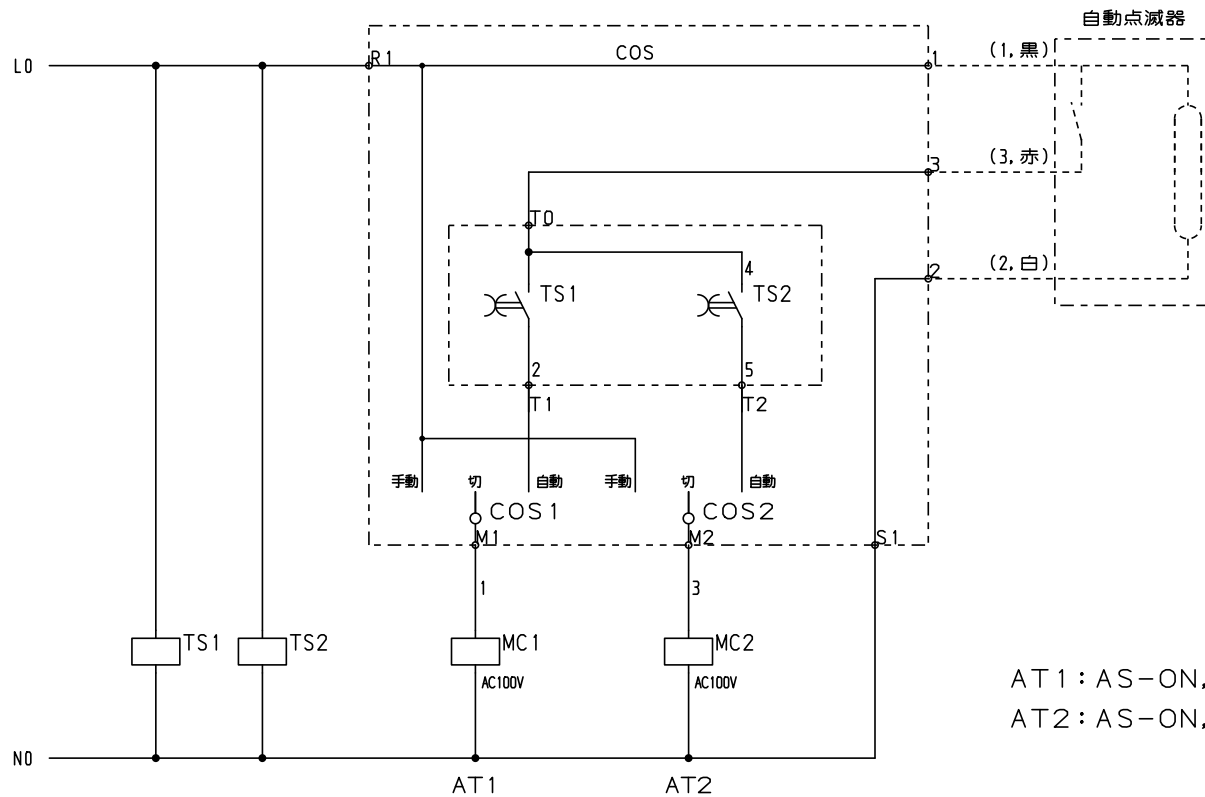 自動点滅器
L0
R1
COS
1
(1,黒)
3
(3,赤)
T0
4
2
(2,白)
TS1
TS2
2
5
T1
T2
手動
切
自動
手動
切
自動
COS1
COS2
M1
M2
S1
1
3
TS1
TS2
MC1
MC2
AC100V
AC100V
AT1:AS-ON,
AT2:AS-ON,
N0
AT1
AT2